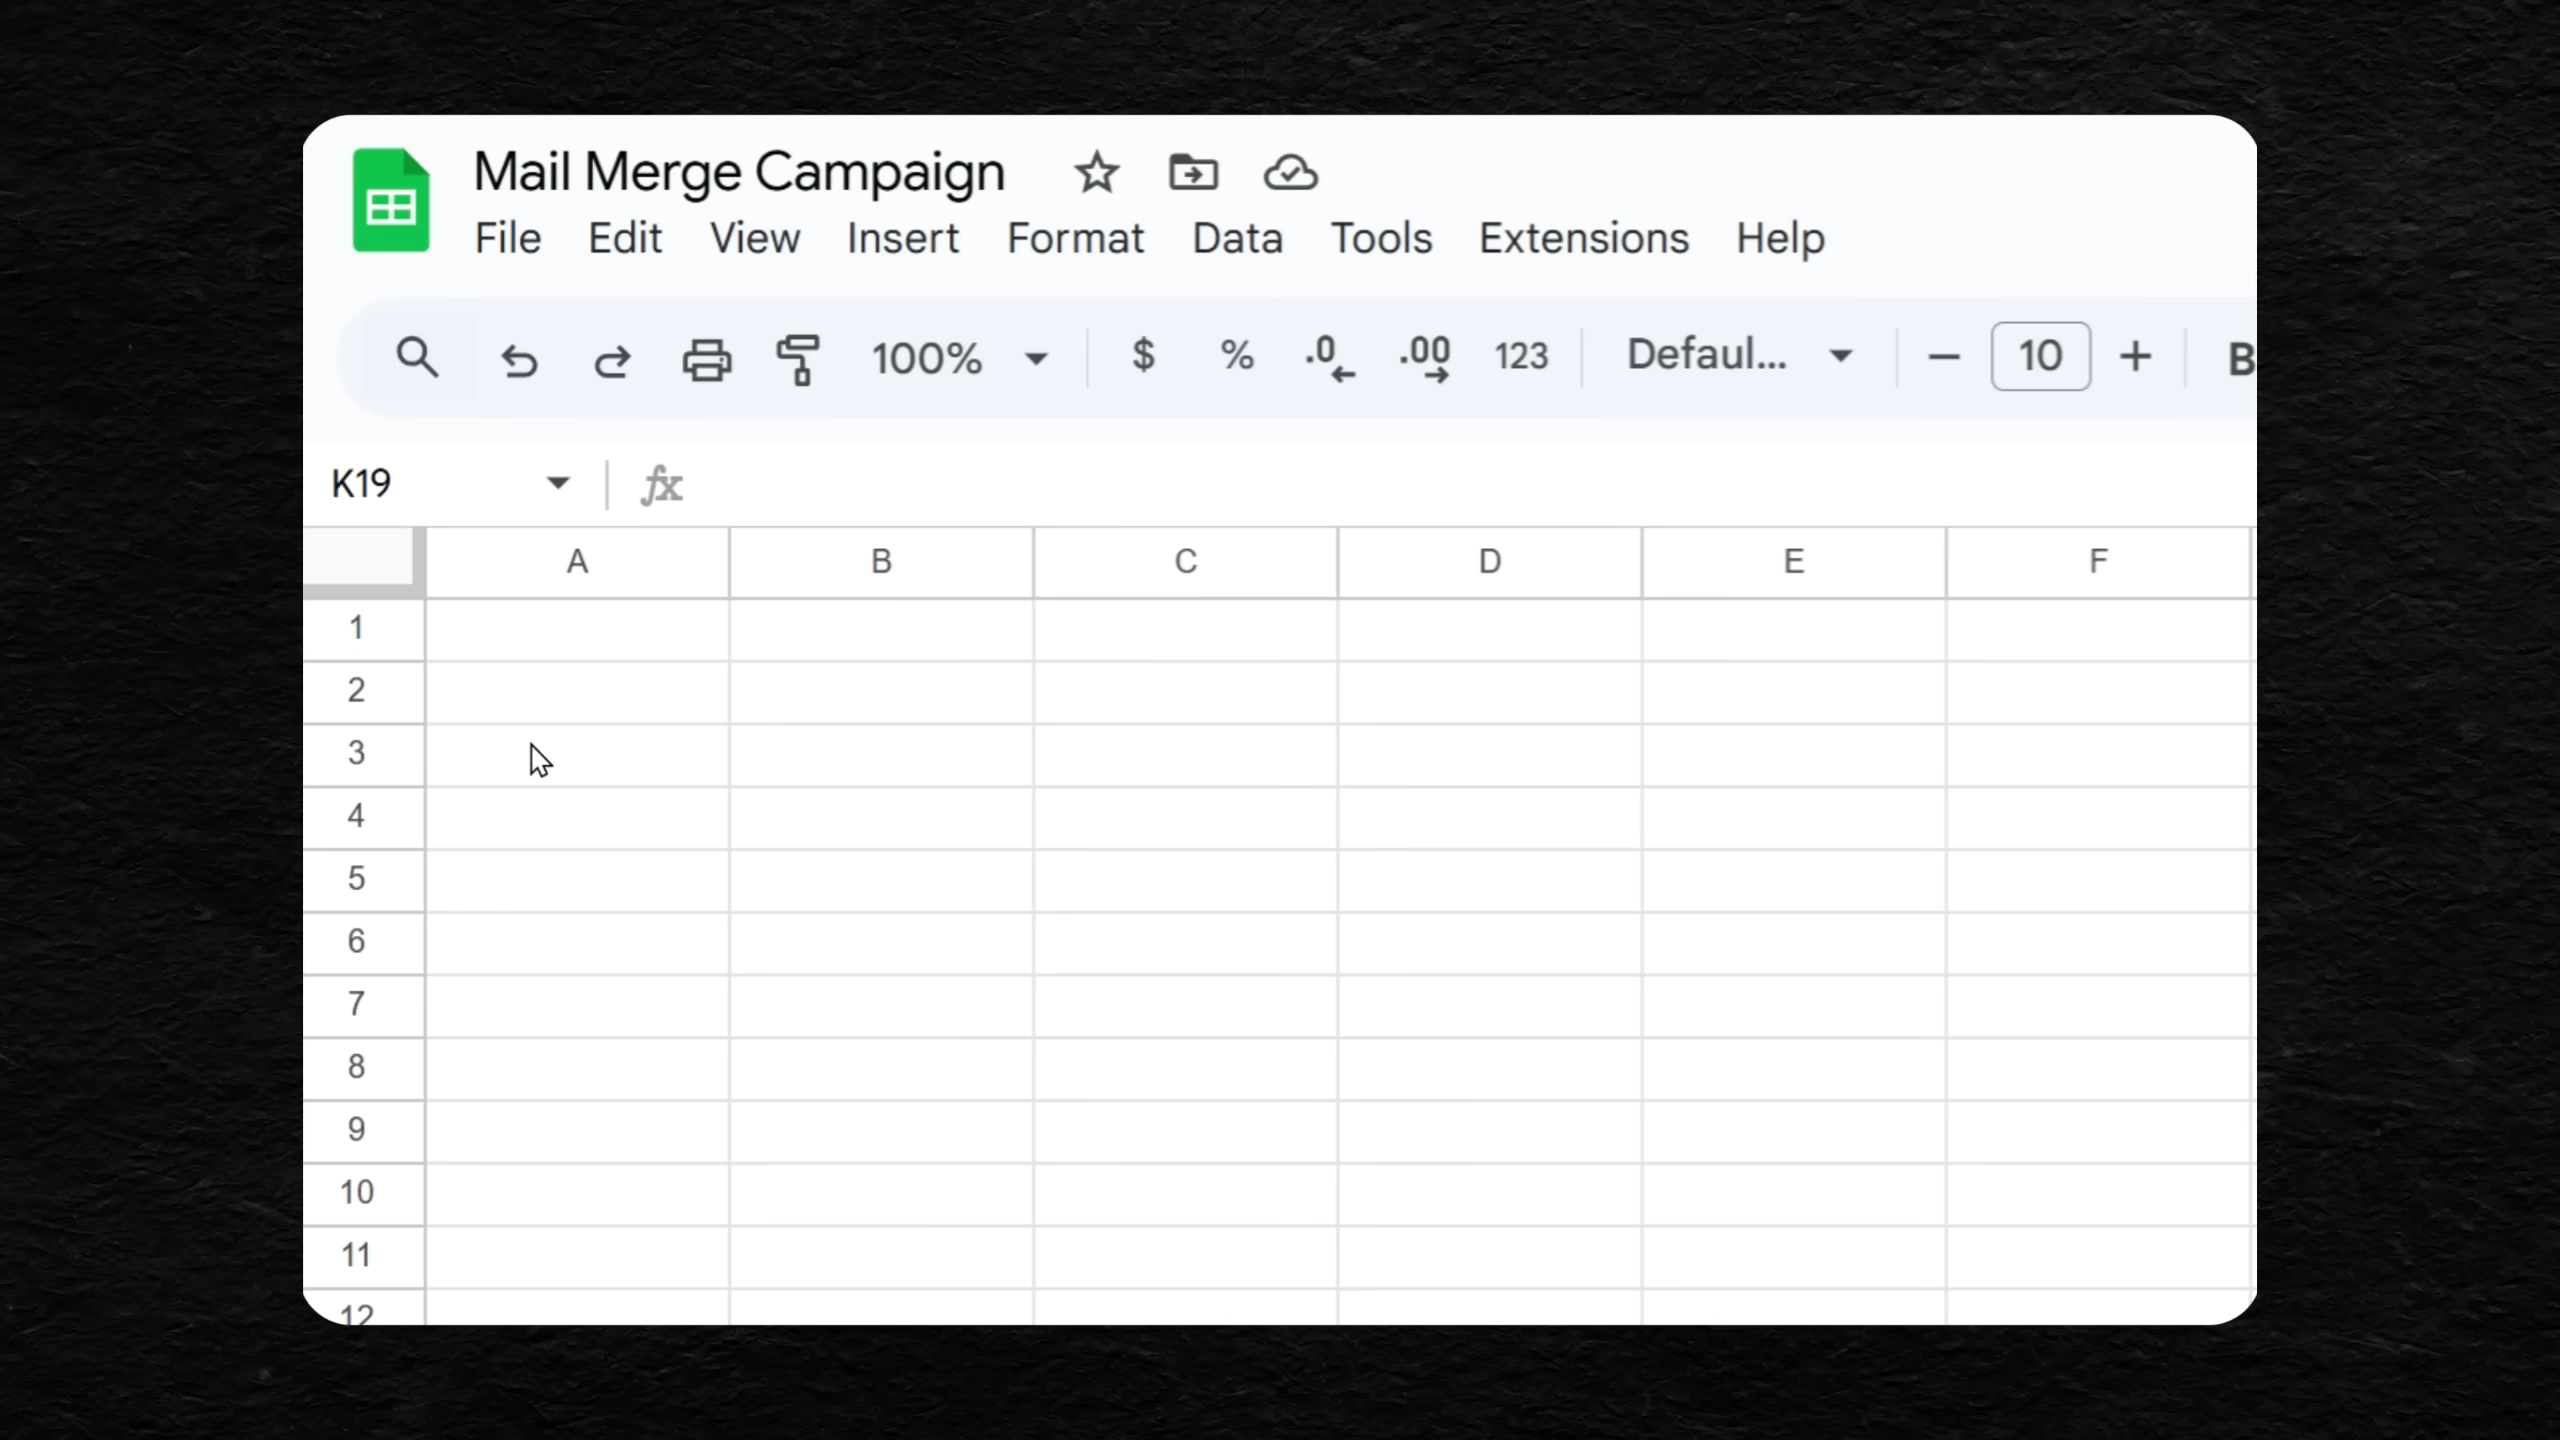 Mail Merge Campaign
File Edit View Insert Format Data Tools Extensions Help
100% $ % .0 .00 123 Defaul... 10 B
K19 fx
A B C D E F
1
2
3
4
5
6
7
8
9
10
11
12